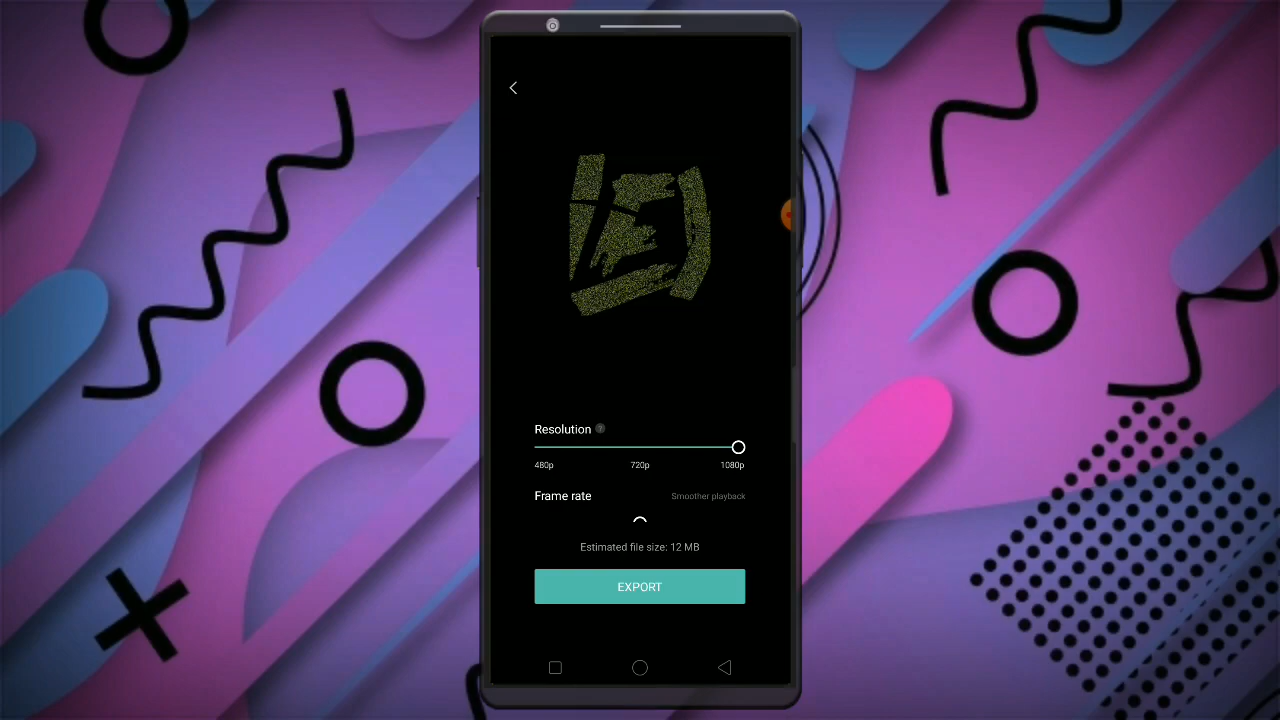 Resolution ?
480p 720p 1080p
Frame rate Smoother playback
Estimated file size: 12 MB
EXPORT